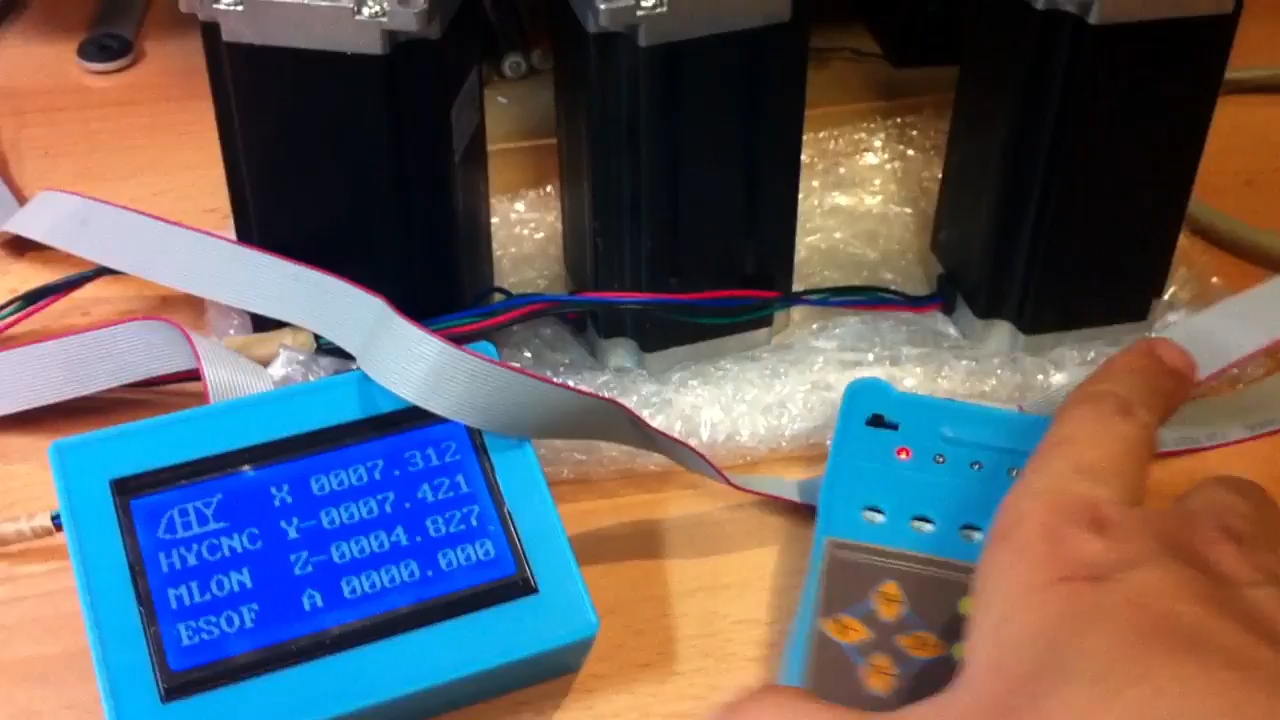 HY X 0007.312
HYCNC Y-0007.421
MLON Z-0004.827
ESOF A 0000.000